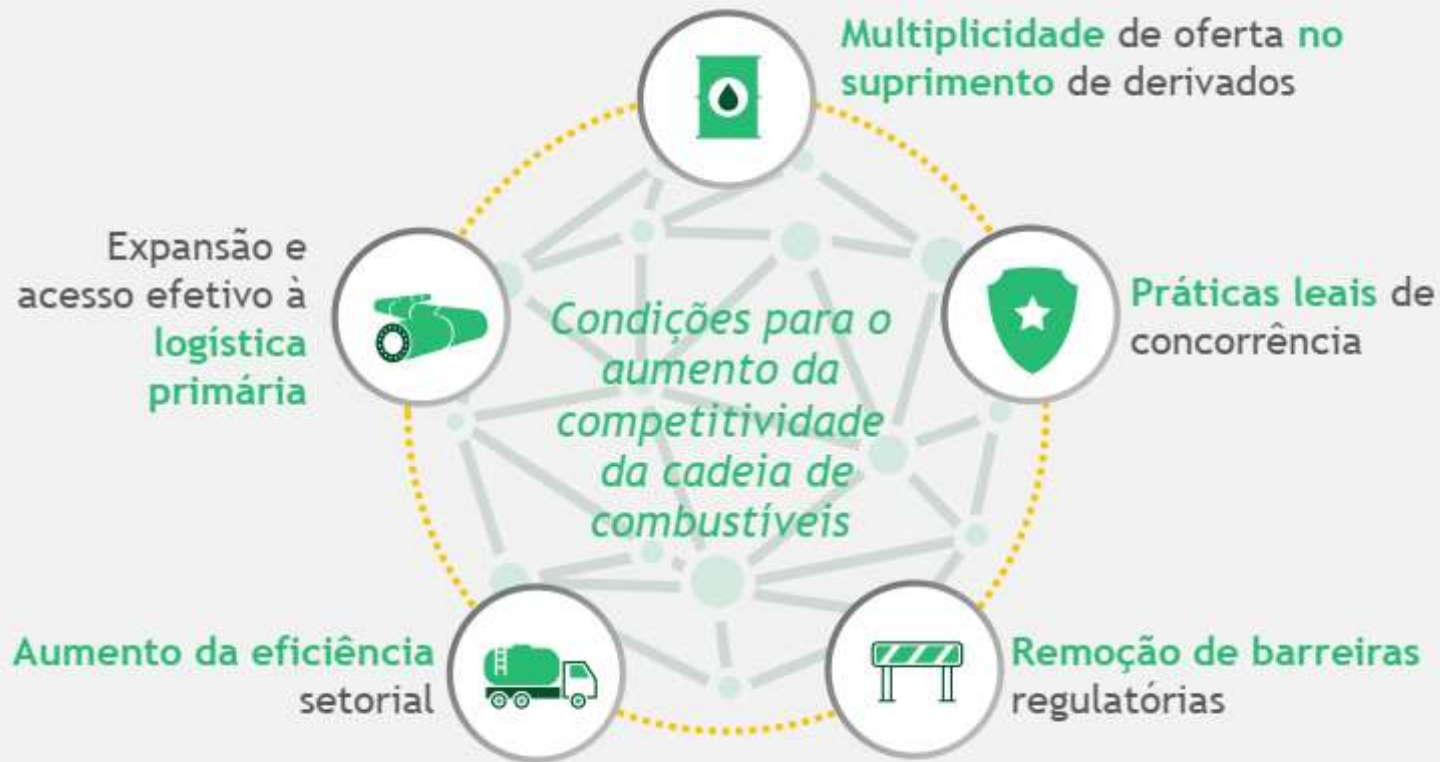 Multiplicidade de oferta no
suprimento de derivados
Expansão e
acesso efetivo à
logística
primária
Práticas leais de
concorrência
Condições para o
aumento da
competitividade
da cadeia de
combustíveis
Aumento da eficiência
setorial
Remoção de barreiras
regulatórias